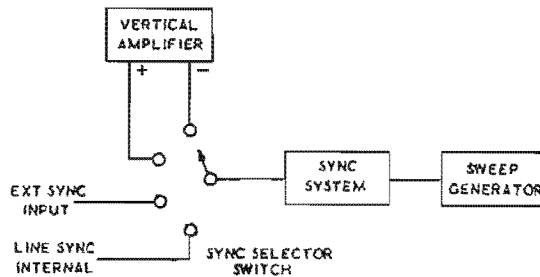 VERTICAL
AMPLIFIER
+ −
SYNC
SYSTEM
SWEEP
GENERATOR
EXT SYNC
INPUT
LINE SYNC
INTERNAL
SYNC SELECTOR
SWITCH